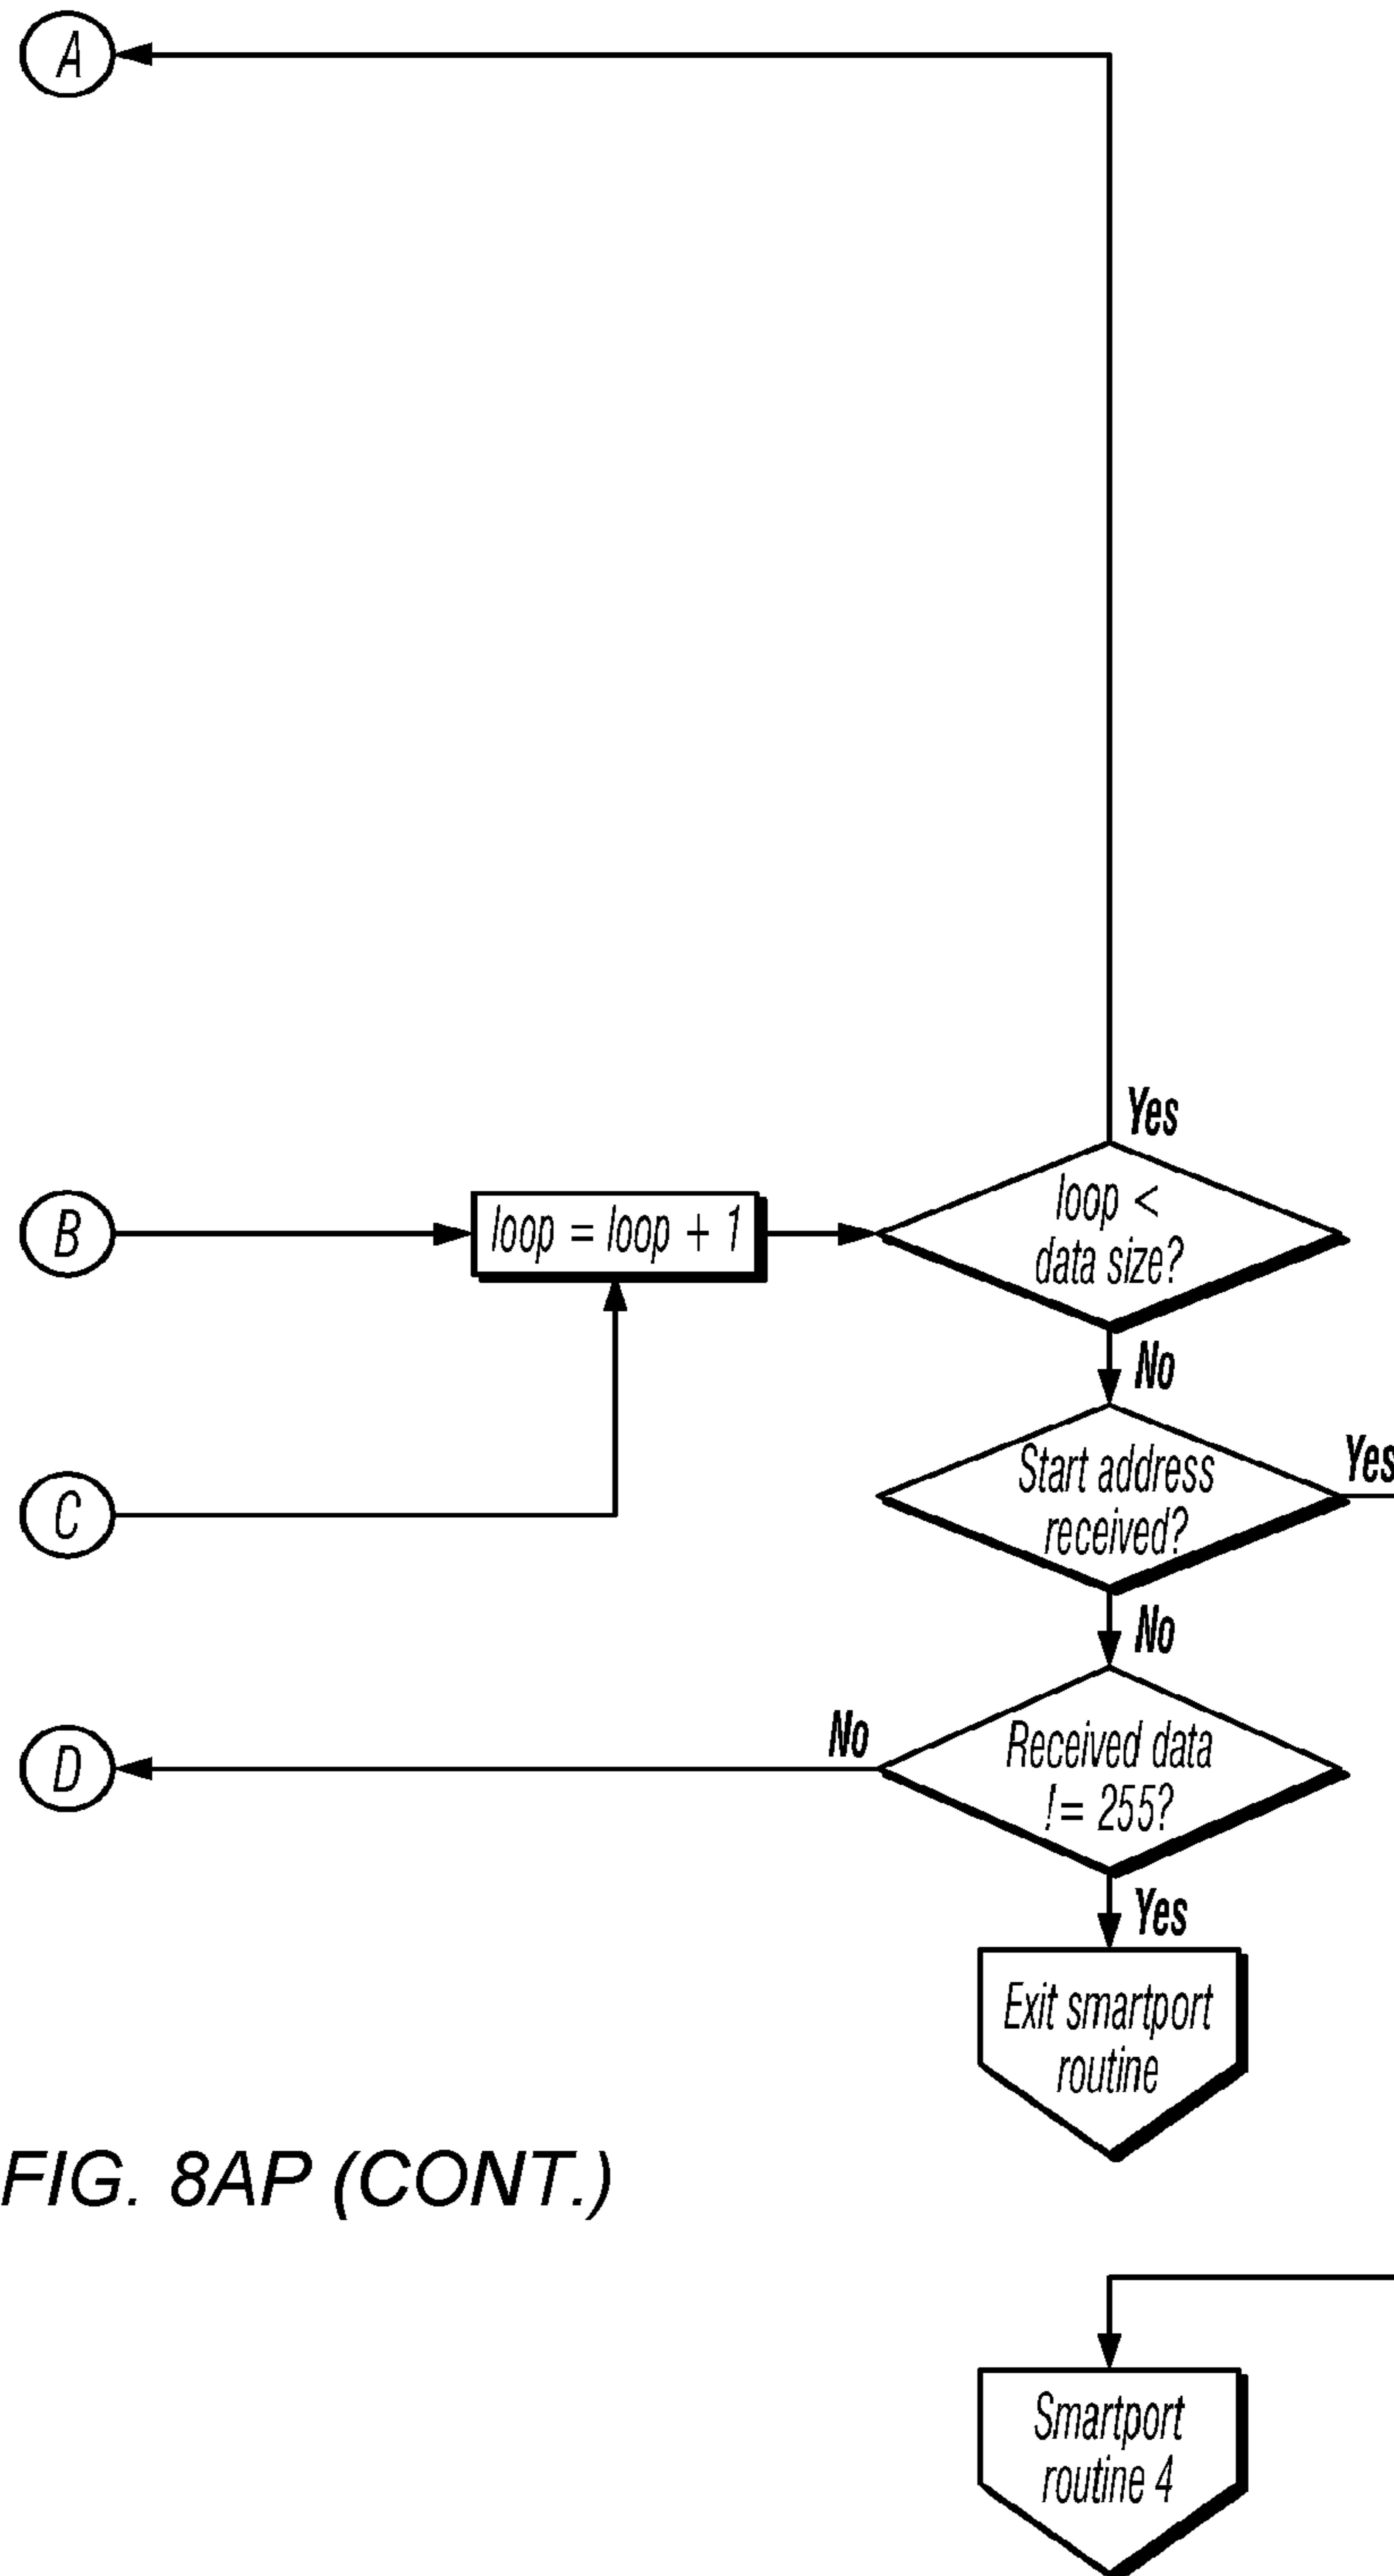 A
Yes
B
loop = loop + 1
loop <
data size?
No
C
Start address
received?
Yes
No
D
No
Received data
!= 255?
Yes
Exit smartport
routine
FIG. 8AP (CONT.)
Smartport
routine 4